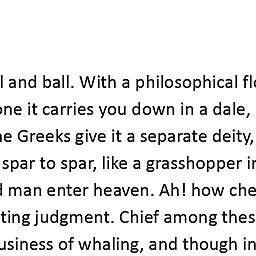 l and ball. With a philosophical flo
one it carries you down in a dale,
he Greeks give it a separate deity,
spar to spar, like a grasshopper i
d man enter heaven. Ah! how che
ting judgment. Chief among thes
usiness of whaling, and though in